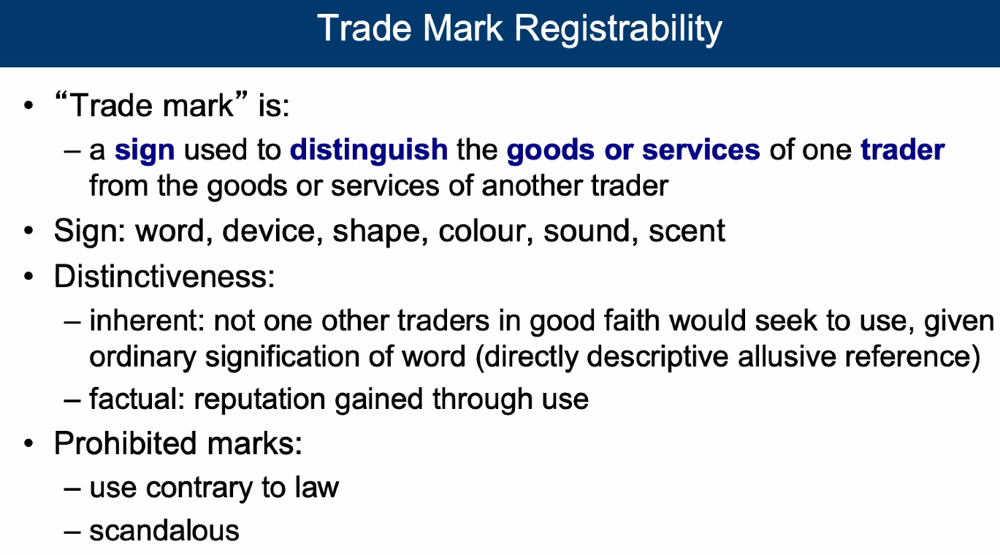 Trade Mark Registrability
• “Trade mark” is:
– a sign used to distinguish the goods or services of one trader
from the goods or services of another trader
• Sign: word, device, shape, colour, sound, scent
• Distinctiveness:
– inherent: not one other traders in good faith would seek to use, given
ordinary signification of word (directly descriptive allusive reference)
– factual: reputation gained through use
• Prohibited marks:
– use contrary to law
– scandalous